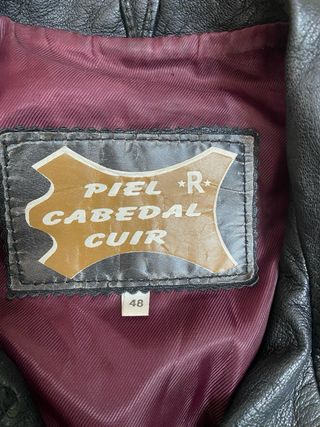 PIEL *R*
CABEDAL
CUIR
48